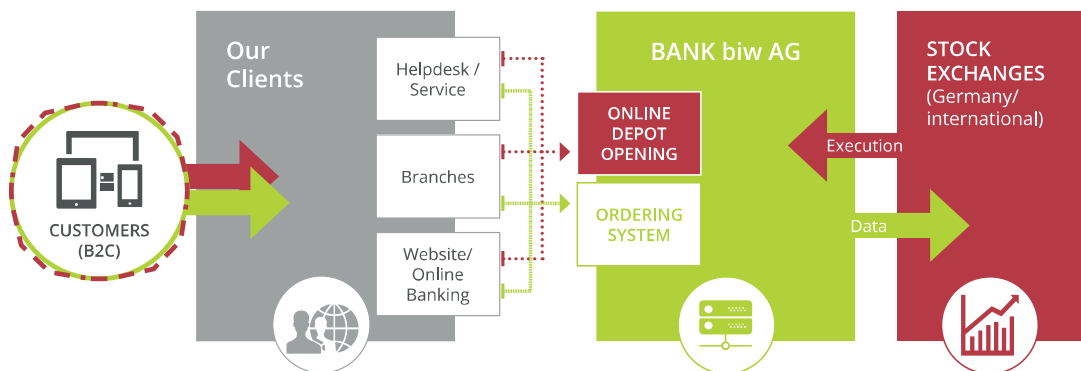 CUSTOMERS
(B2C)
Our
Clients
Helpdesk /
Service
Branches
Website/
Online
Banking
BANK biw AG
ONLINE
DEPOT
OPENING
ORDERING
SYSTEM
STOCK
EXCHANGES
(Germany/
international)
Execution
Data